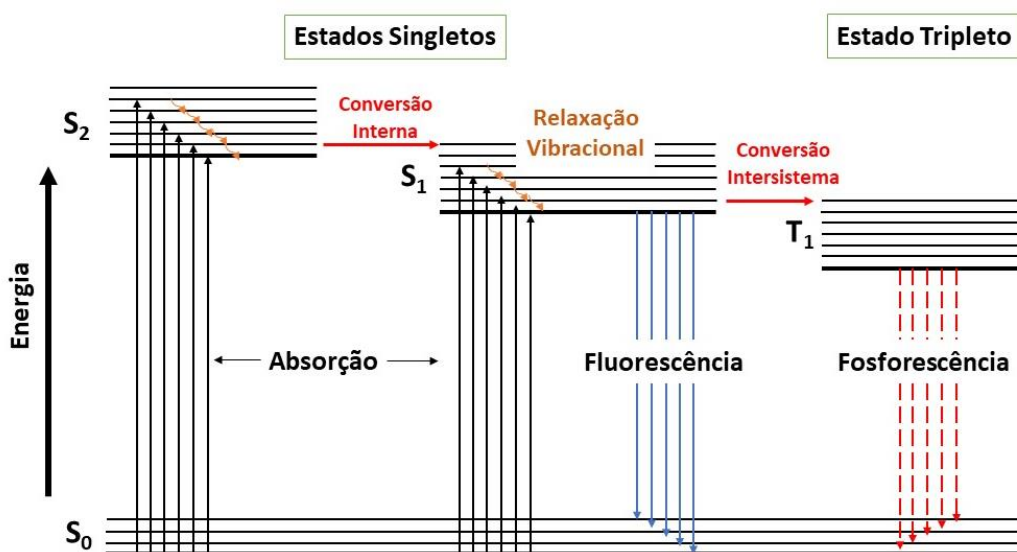 Estados Singletos
Estado Tripleto
S2
Conversão
Interna
Relaxação
Vibracional
S1
Conversão
Intersistema
T1
Energia
Absorção
Fluorescência
Fosforescência
S0